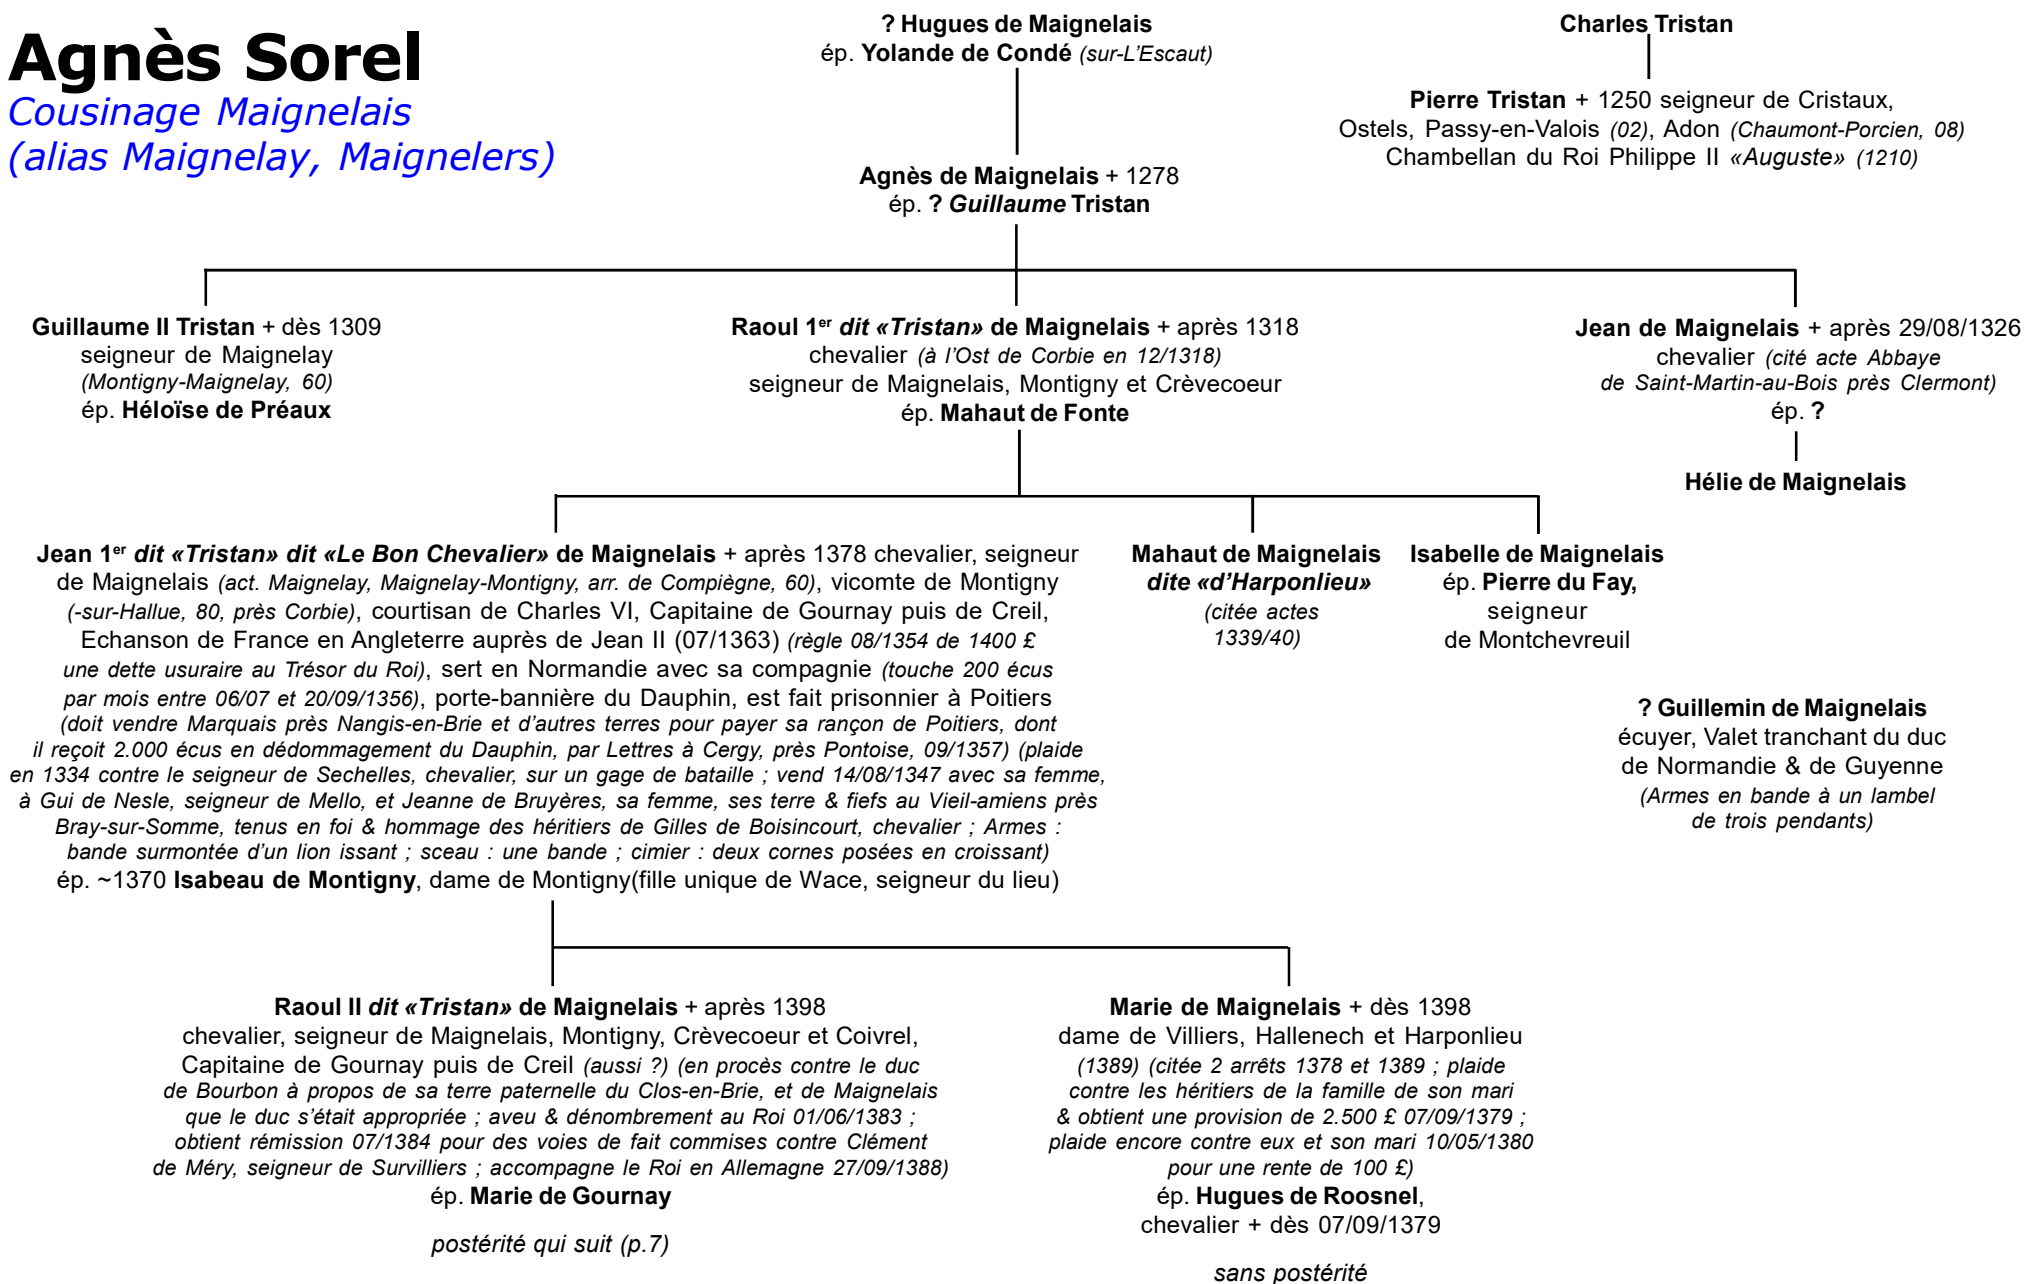 Agnès Sorel
Cousinage Maignelais
(alias Maignelay, Maignelers)
? Hugues de Maignelais
ép. Yolande de Condé (sur-L'Escaut)
Charles Tristan
Pierre Tristan + 1250 seigneur de Cristaux,
Ostels, Passy-en-Valois (02), Adon (Chaumont-Porcien, 08)
Chambellan du Roi Philippe II «Auguste» (1210)
Agnès de Maignelais + 1278
ép. ? Guillaume Tristan
Guillaume II Tristan + dès 1309
seigneur de Maignelay
(Montigny-Maignelay, 60)
ép. Héloïse de Préaux
Raoul 1er dit «Tristan» de Maignelais + après 1318
chevalier (à l'Ost de Corbie en 12/1318)
seigneur de Maignelais, Montigny et Crèvecoeur
ép. Mahaut de Fonte
Jean de Maignelais + après 29/08/1326
chevalier (cité acte Abbaye
de Saint-Martin-au-Bois près Clermont)
ép. ?
Hélie de Maignelais
Jean 1er dit «Tristan» dit «Le Bon Chevalier» de Maignelais + après 1378 chevalier, seigneur
de Maignelais (act. Maignelay, Maignelay-Montigny, arr. de Compiègne, 60), vicomte de Montigny
(-sur-Hallue, 80, près Corbie), courtisan de Charles VI, Capitaine de Gournay puis de Creil,
Echanson de France en Angleterre auprès de Jean II (07/1363) (règle 08/1354 de 1400 £
une dette usuraire au Trésor du Roi), sert en Normandie avec sa compagnie (touche 200 écus
par mois entre 06/07 et 20/09/1356), porte-bannière du Dauphin, est fait prisonnier à Poitiers
(doit vendre Marquais près Nangis-en-Brie et d'autres terres pour payer sa rançon de Poitiers, dont
il reçoit 2.000 écus en dédommagement du Dauphin, par Lettres à Cergy, près Pontoise, 09/1357) (plaide
en 1334 contre le seigneur de Sechelles, chevalier, sur un gage de bataille ; vend 14/08/1347 avec sa femme,
à Gui de Nesle, seigneur de Mello, et Jeanne de Bruyères, sa femme, ses terre & fiefs au Vieil-amiens près
Bray-sur-Somme, tenus en foi & hommage des héritiers de Gilles de Boisincourt, chevalier ; Armes :
bande surmontée d'un lion issant ; sceau : une bande ; cimier : deux cornes posées en croissant)
ép. ~1370 Isabeau de Montigny, dame de Montigny(fille unique de Wace, seigneur du lieu)
Mahaut de Maignelais
dite «d'Harponlieu»
(citée actes
1339/40)
Isabelle de Maignelais
ép. Pierre du Fay,
seigneur
de Montchevreuil
? Guillemin de Maignelais
écuyer, Valet tranchant du duc
de Normandie & de Guyenne
(Armes en bande à un lambel
de trois pendants)
Raoul II dit «Tristan» de Maignelais + après 1398
chevalier, seigneur de Maignelais, Montigny, Crèvecoeur et Coivrel,
Capitaine de Gournay puis de Creil (aussi ?) (en procès contre le duc
de Bourbon à propos de sa terre paternelle du Clos-en-Brie, et de Maignelais
que le duc s'était appropriée ; aveu & dénombrement au Roi 01/06/1383 ;
obtient rémission 07/1384 pour des voies de fait commises contre Clément
de Méry, seigneur de Survilliers ; accompagne le Roi en Allemagne 27/09/1388)
ép. Marie de Gournay
postérité qui suit (p.7)
Marie de Maignelais + dès 1398
dame de Villiers, Hallenech et Harponlieu
(1389) (citée 2 arrêts 1378 et 1389 ; plaide
contre les héritiers de la famille de son mari
& obtient une provision de 2.500 £ 07/09/1379 ;
plaide encore contre eux et son mari 10/05/1380
pour une rente de 100 £)
ép. Hugues de Roosnel,
chevalier + dès 07/09/1379
sans postérité